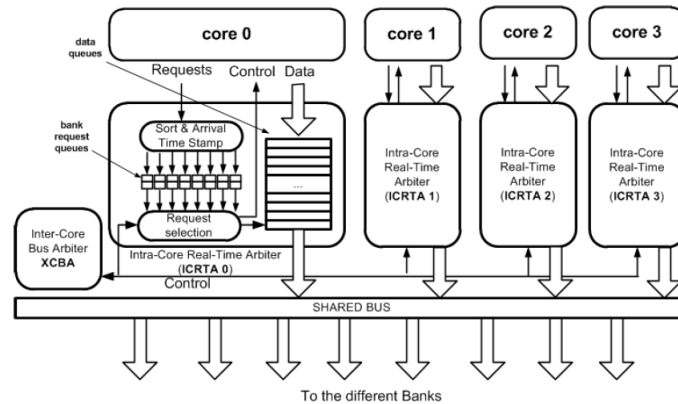 core 0
core 1
core 2
core 3
data
queues
Requests
Control
Data
bank
request
queues
Sort & Arrival
Time Stamp
...
Request
selection
Intra-Core Real-Time Arbiter
(ICRTA 0)
Intra-Core
Real-Time
Arbiter
(ICRTA 1)
Intra-Core
Real-Time
Arbiter
(ICRTA 2)
Intra-Core
Real-Time
Arbiter
(ICRTA 3)
Inter-Core
Bus Arbiter
XCBA
Control
SHARED BUS
To the different Banks